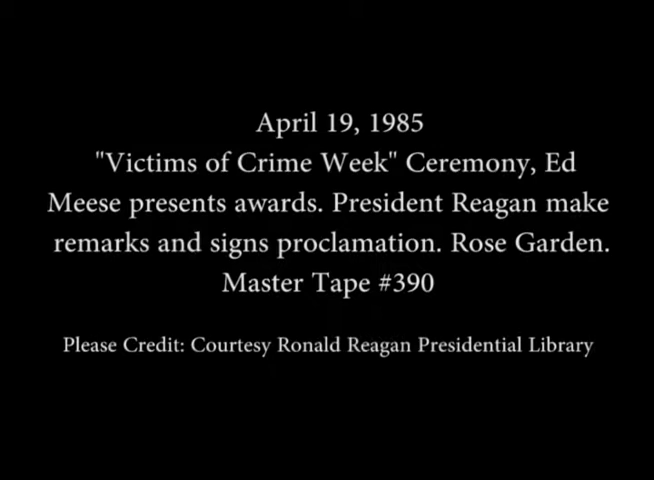 April 19, 1985
"Victims of Crime Week" Ceremony, Ed
Meese presents awards. President Reagan make
remarks and signs proclamation. Rose Garden.
Master Tape #390
Please Credit: Courtesy Ronald Reagan Presidential Library